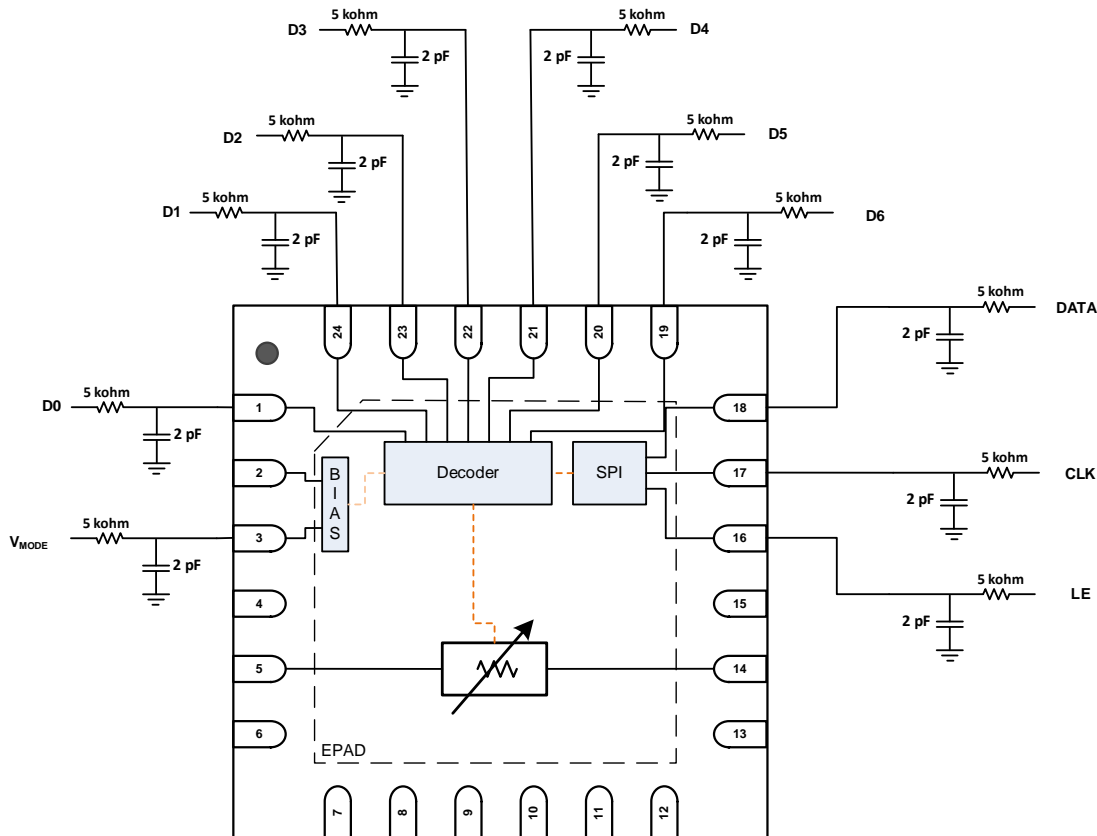 5 kohm
D3
2 pF
5 kohm
D4
2 pF
5 kohm
D2
2 pF
5 kohm
D5
2 pF
5 kohm
D1
2 pF
5 kohm
D6
2 pF
24
23
22
21
20
19
5 kohm
DATA
2 pF
5 kohm
D0
2 pF
1
18
2
BIAS
Decoder
SPI
17
5 kohm
CLK
2 pF
5 kohm
VMODE
2 pF
3
16
5 kohm
LE
2 pF
4
15
5
14
6
13
EPAD
7
8
9
10
11
12